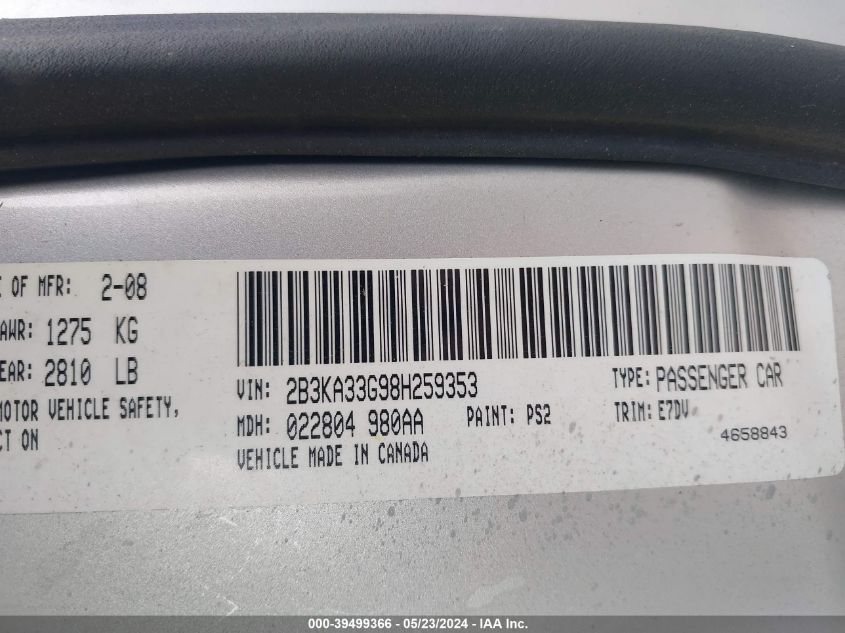 E OF MFR: 2-08
AWR: 1275 KG
EAR: 2810 LB
MOTOR VEHICLE SAFETY,
CT ON
VIN: 2B3KA33G98H259353 TYPE: PASSENGER CAR
MDH: 022804 980AA PAINT: PS2 TRIM: E7DV
VEHICLE MADE IN CANADA 4658843
000-39499366 - 05/23/2024 - IAA Inc.